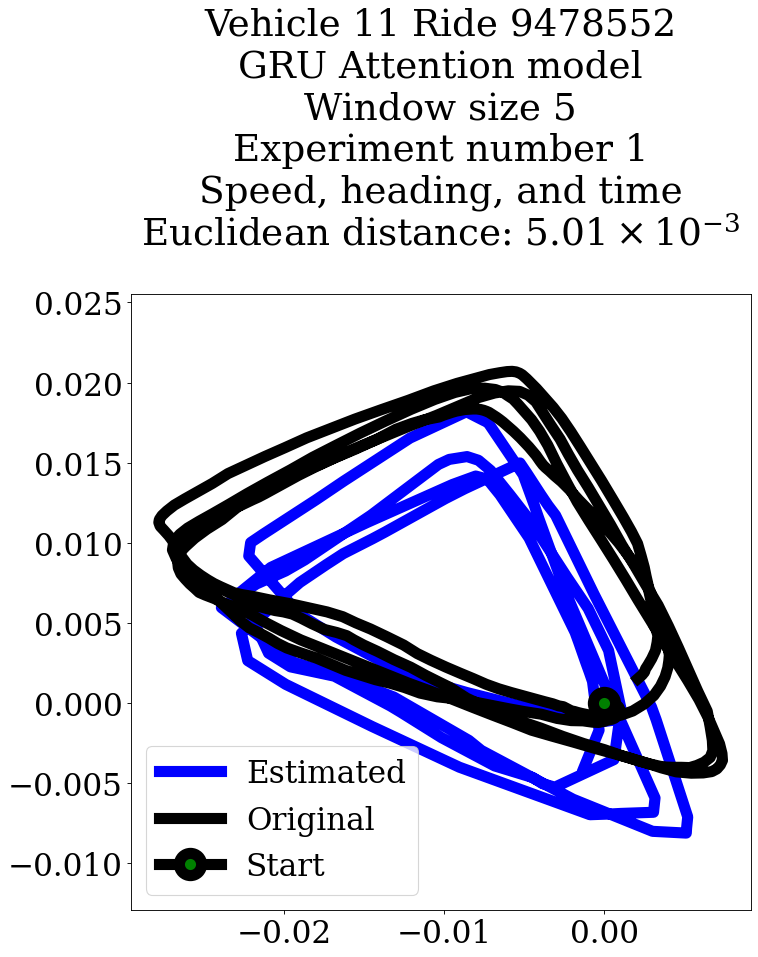 Vehicle 11 Ride 9478552
GRU Attention model
Window size 5
Experiment number 1
Speed, heading, and time
Euclidean distance: 5.01 × 10⁻³
0.025
0.020
0.015
0.010
0.005
0.000
−0.005
−0.010
Estimated
Original
Start
−0.02 −0.01 0.00